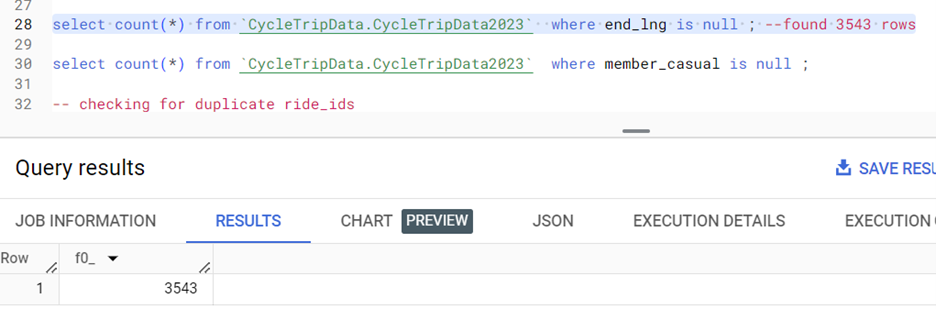 27
28 select count(*) from `CycleTripData.CycleTripData2023` where end_lng is null ; --found 3543 rows
29
30 select count(*) from `CycleTripData.CycleTripData2023` where member_casual is null ;
31
32 -- checking for duplicate ride_ids
Query results SAVE RESU
JOB INFORMATION RESULTS CHART PREVIEW JSON EXECUTION DETAILS EXECUTION
Row f0_
1 3543